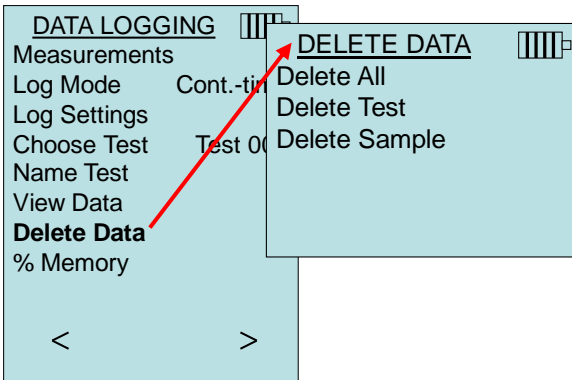 DATA LOGGING
Measurements
Log Mode Cont.-tim
Log Settings
Choose Test Test 00
Name Test
View Data
Delete Data
% Memory
< >
DELETE DATA
Delete All
Delete Test
Delete Sample